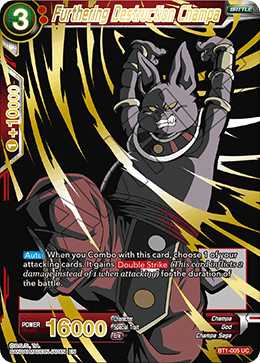 3
Furthering Destruction Champa
BATTLE
1 +10000
Auto When you Combo with this card, choose 1 of your
attacking cards. It gains Double Strike (This card inflicts 2
damage instead of 1 when attacking) for the duration of
the battle.
BT1-005 UC
POWER 16000
Character
Special Trait
Era
Champa
God
Champa Saga